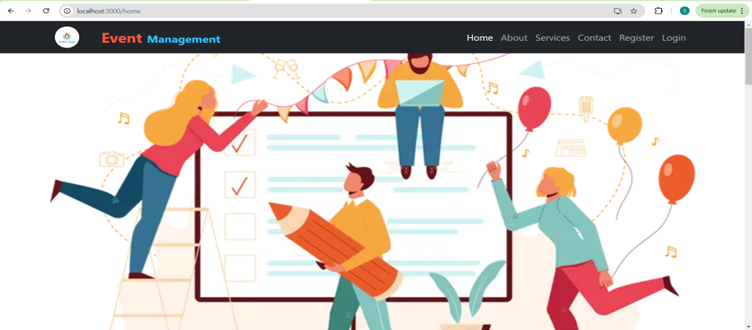 localhost:3000/home
Finish update
Event Management
Home About Services Contact Register Login